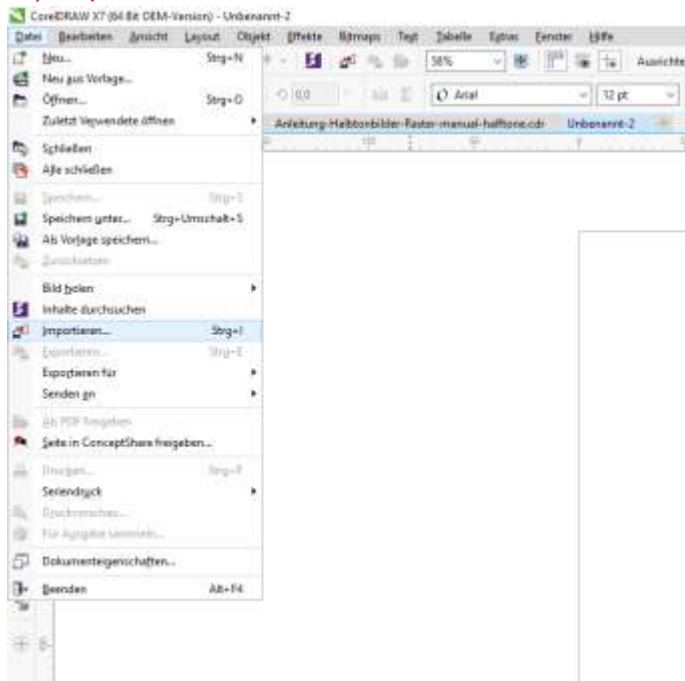 CorelDRAW X7 (64 Bit OEM-Version) - Unbenannt-2
Datei Bearbeiten Ansicht Layout Objekt Effekte Bitmaps Text Tabelle Extras Fenster Hilfe
Neu... Strg+N
58% Ausrichte
Neu aus Vorlage...
Öffnen... Strg+O
0,0 Arial 12 pt
Zuletzt Verwendete öffnen
Anleitung-Halbtonbilder-Raster-manual-halftone.cdr Unbenannt-2
Schließen
Alle schließen
Speichern... Strg+S
Speichern unter... Strg+Umschalt+S
Als Vorlage speichern...
Zurücksetzen
Bild holen
Inhalte durchsuchen
Importieren... Strg+I
Exportieren... Strg+E
Exportieren für
Senden an
Als PDF freigeben
Seite in ConceptShare freigeben...
Drucken... Strg+P
Seriendruck
Druckvorschau...
Für Ausgabe sammeln...
Dokumenteigenschaften...
Beenden Alt+F4